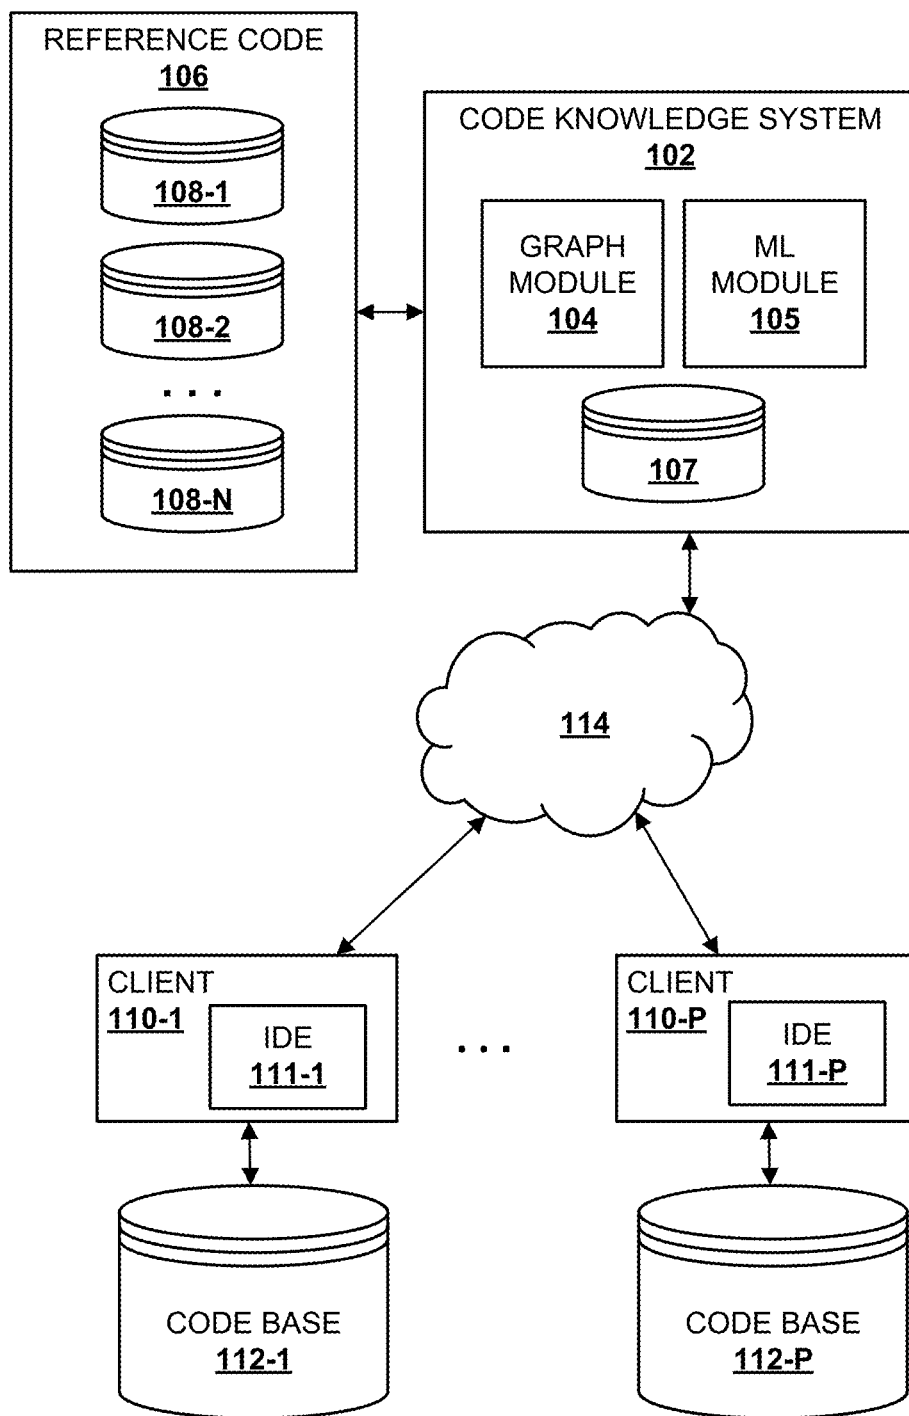 REFERENCE CODE
106
108-1
108-2
. . .
108-N
CODE KNOWLEDGE SYSTEM
102
GRAPH
MODULE
104
ML
MODULE
105
107
114
CLIENT
110-1
IDE
111-1
. . .
CLIENT
110-P
IDE
111-P
CODE BASE
112-1
CODE BASE
112-P